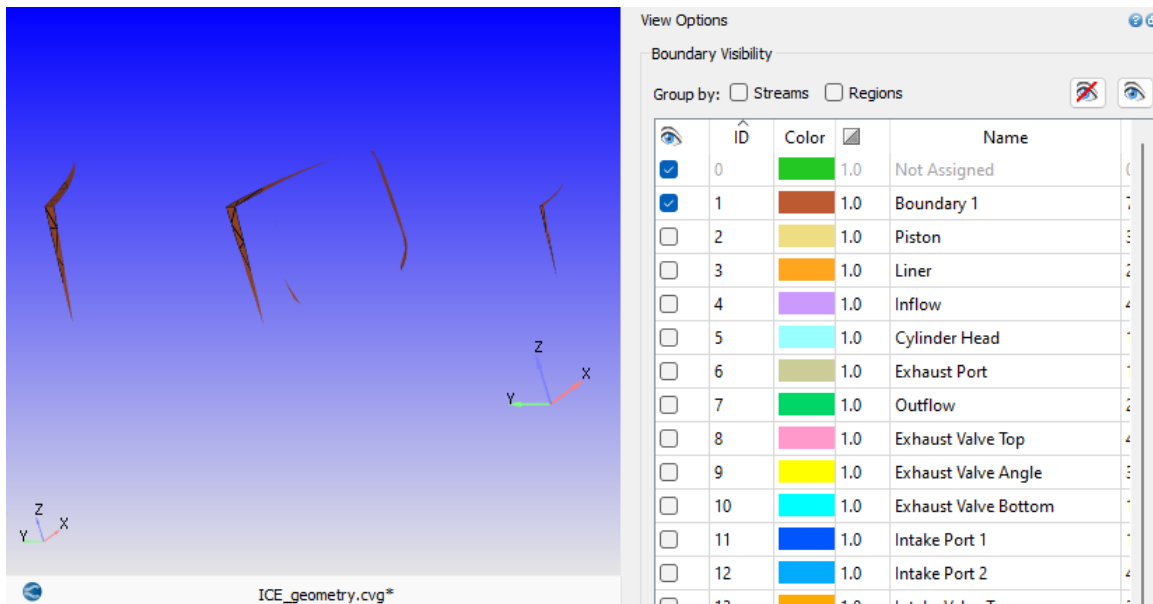 View Options
Boundary Visibility
Group by: Streams Regions
ID Color Name
0 1.0 Not Assigned
1 1.0 Boundary 1
2 1.0 Piston
3 1.0 Liner
4 1.0 Inflow
5 1.0 Cylinder Head
6 1.0 Exhaust Port
7 1.0 Outflow
8 1.0 Exhaust Valve Top
9 1.0 Exhaust Valve Angle
10 1.0 Exhaust Valve Bottom
11 1.0 Intake Port 1
12 1.0 Intake Port 2
Z
X
Y
Z
X
Y
ICE_geometry.cvg*